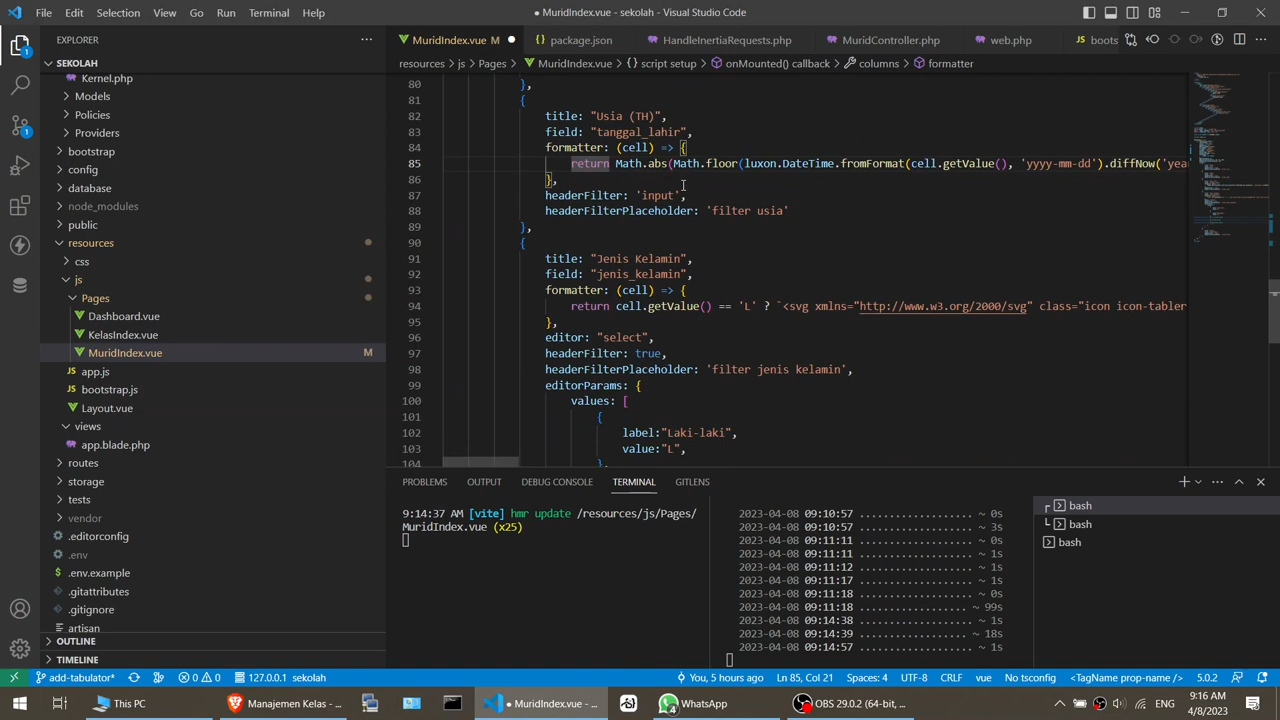 File Edit Selection View Go Run Terminal Help
● MuridIndex.vue - sekolah - Visual Studio Code
EXPLORER
MuridIndex.vue M ●
package.json
HandleInertiaRequests.php
MuridController.php
web.php
boots
SEKOLAH
resources > js > Pages > MuridIndex.vue > {} script setup > onMounted() callback > columns > formatter
Kernel.php
Models
Policies
Providers
bootstrap
config
database
node_modules
public
resources
css
js
Pages
Dashboard.vue
KelasIndex.vue
MuridIndex.vue M
app.js
bootstrap.js
Layout.vue
views
app.blade.php
routes
storage
tests
vendor
.editorconfig
.env
.env.example
.gitattributes
.gitignore
artisan
OUTLINE
TIMELINE
80 },
81 {
82 title: "Usia (TH)",
83 field: "tanggal_lahir",
84 formatter: (cell) => {
85 return Math.abs(Math.floor(luxon.DateTime.fromFormat(cell.getValue(), 'yyyy-mm-dd').diffNow('yea
86 },
87 headerFilter: 'input',
88 headerFilterPlaceholder: 'filter usia'
89 },
90 {
91 title: "Jenis Kelamin",
92 field: "jenis_kelamin",
93 formatter: (cell) => {
94 return cell.getValue() == 'L' ? `<svg xmlns="http://www.w3.org/2000/svg" class="icon icon-tabler
95 },
96 editor: "select",
97 headerFilter: true,
98 headerFilterPlaceholder: 'filter jenis kelamin',
99 editorParams: {
100 values: [
101 {
102 label:"Laki-laki",
103 value:"L",
104 },
PROBLEMS OUTPUT DEBUG CONSOLE TERMINAL GITLENS
9:14:37 AM [vite] hmr update /resources/js/Pages/
MuridIndex.vue (x25)
2023-04-08 09:10:57 ................... ~ 0s
2023-04-08 09:10:57 ................... ~ 3s
2023-04-08 09:11:11 ................... ~ 0s
2023-04-08 09:11:11 ................... ~ 1s
2023-04-08 09:11:12 ................... ~ 1s
2023-04-08 09:11:17 ................... ~ 1s
2023-04-08 09:11:18 ................... ~ 0s
2023-04-08 09:11:18 .................. ~ 99s
2023-04-08 09:14:38 ................... ~ 1s
2023-04-08 09:14:39 .................. ~ 18s
2023-04-08 09:14:57 ................... ~ 1s
bash
bash
bash
add-tabulator* 0 0 127.0.0.1 sekolah You, 5 hours ago Ln 85, Col 21 Spaces: 4 UTF-8 CRLF vue No tsconfig <TagName prop-name /> 5.0.2
This PC
Manajemen Kelas -
● MuridIndex.vue - s...
WhatsApp
OBS 29.0.2 (64-bit, ...
ENG
9:16 AM
4/8/2023